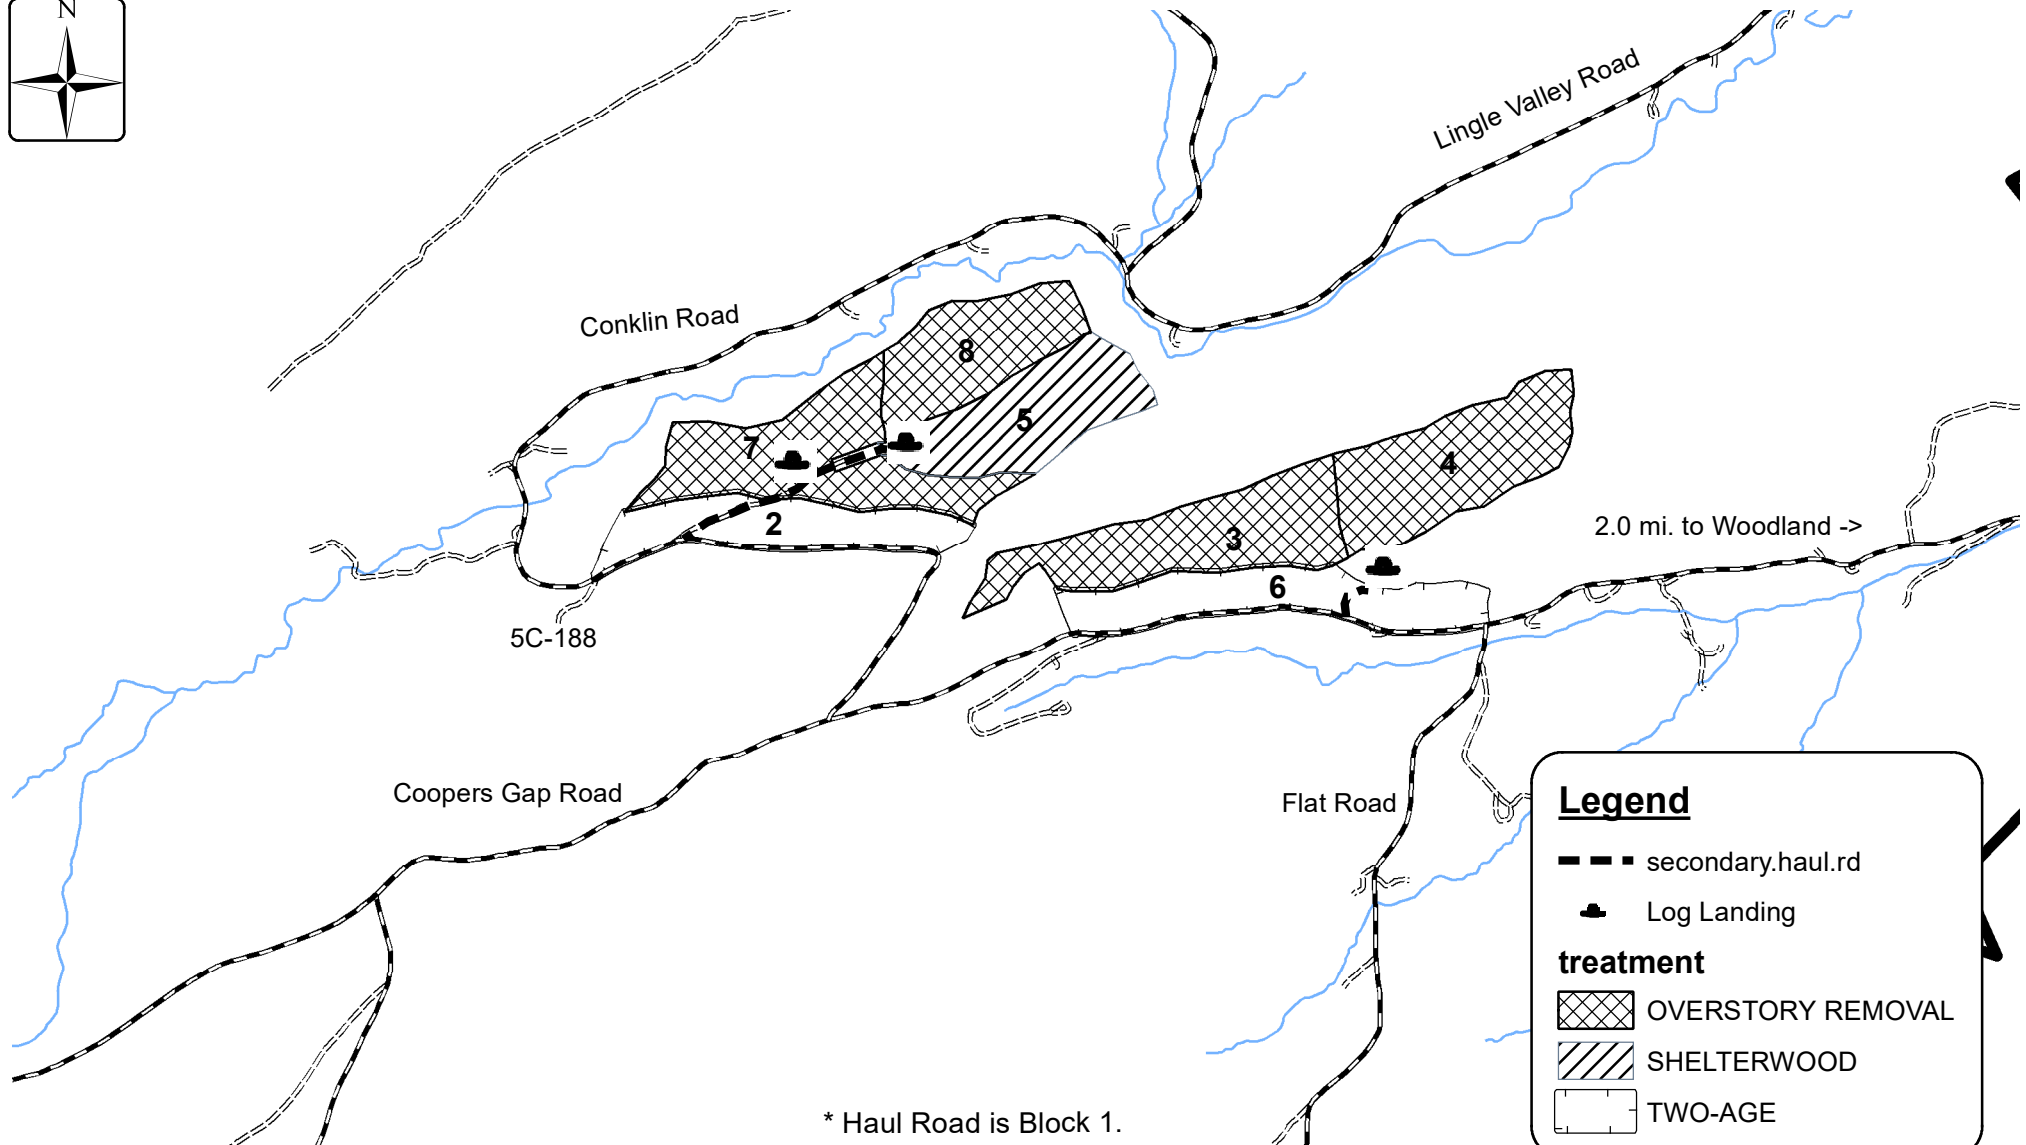 N
Lingle Valley Road
Conklin Road
8
5
7
4
2
3
2.0 mi. to Woodland ->
6
5C-188
Coopers Gap Road
Flat Road
Legend
secondary.haul.rd
Log Landing
treatment
OVERSTORY REMOVAL
SHELTERWOOD
TWO-AGE
* Haul Road is Block 1.